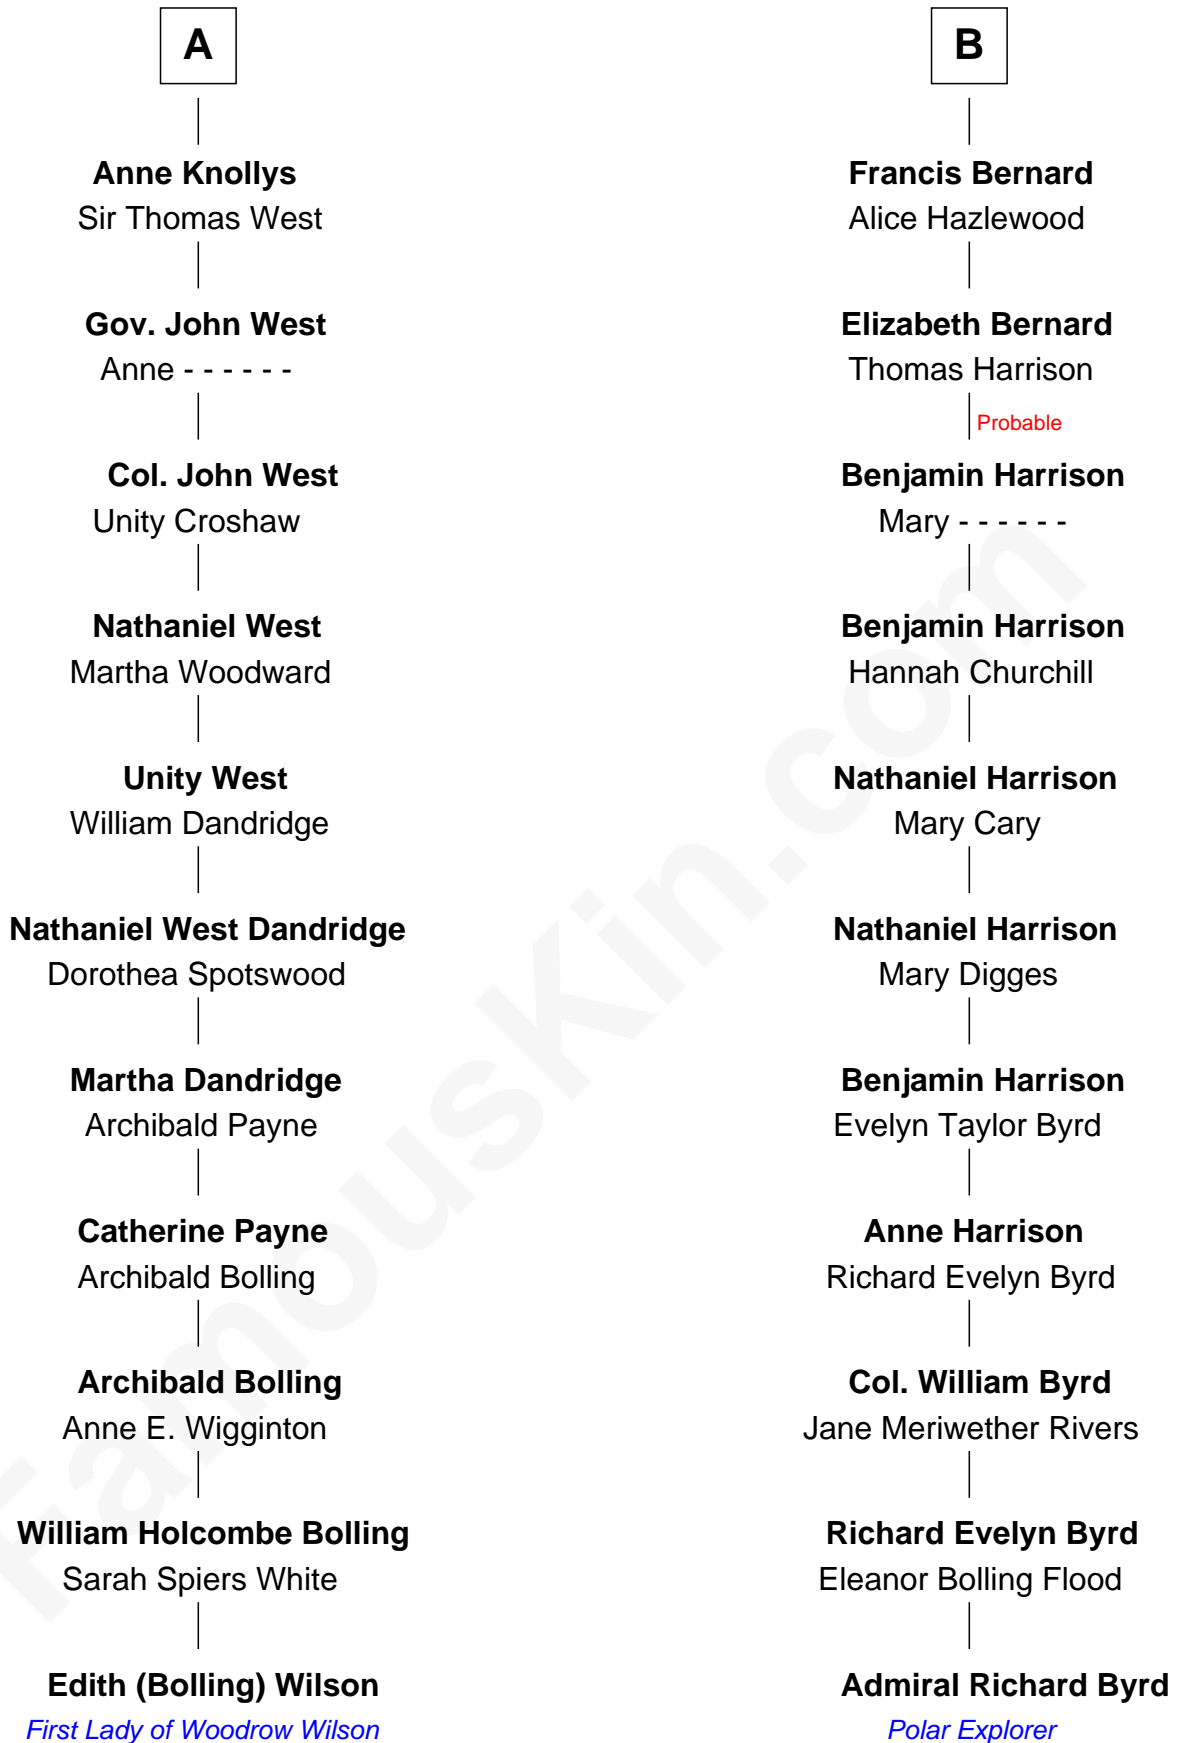 A
Anne Knollys
Sir Thomas West
Gov. John West
Anne - - - - - -
Col. John West
Unity Croshaw
Nathaniel West
Martha Woodward
Unity West
William Dandridge
Nathaniel West Dandridge
Dorothea Spotswood
Martha Dandridge
Archibald Payne
Catherine Payne
Archibald Bolling
Archibald Bolling
Anne E. Wigginton
William Holcombe Bolling
Sarah Spiers White
Edith (Bolling) Wilson
First Lady of Woodrow Wilson
B
Francis Bernard
Alice Hazlewood
Elizabeth Bernard
Thomas Harrison
Probable
Benjamin Harrison
Mary - - - - - -
Benjamin Harrison
Hannah Churchill
Nathaniel Harrison
Mary Cary
Nathaniel Harrison
Mary Digges
Benjamin Harrison
Evelyn Taylor Byrd
Anne Harrison
Richard Evelyn Byrd
Col. William Byrd
Jane Meriwether Rivers
Richard Evelyn Byrd
Eleanor Bolling Flood
Admiral Richard Byrd
Polar Explorer
FamousKin.com